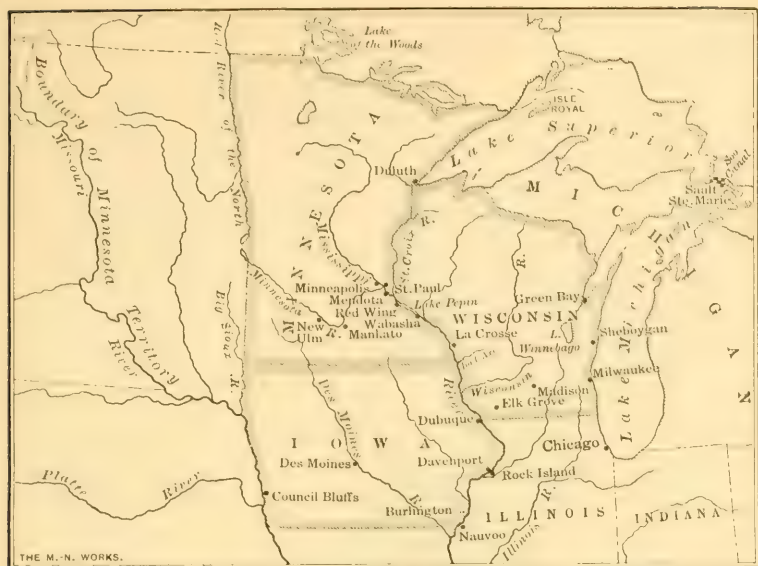 Lake
of the Woods
Red River of the North
Boundary of Minnesota Territory
Missouri River
ISLE ROYAL
Lake Superior
MINNESOTA
Duluth
Soo Canal
Sault
Ste. Marie
MICHIGAN
St. Croix R.
Mississippi River
Minneapolis
St. Paul
Mendota
Lake Pepin
Red Wing
Wabasha
Minnesota R.
New
Ulm
Mankato
Big Sioux R.
Green Bay
WISCONSIN
La Crosse
L.
Winnebago
Sheboygan
Lake Michigan
Wisconsin R.
Madison
Milwaukee
Elk Grove
Des Moines R.
Dubuque
IOWA
Chicago
Des Moines
Davenport
Rock Island
Platte River
Council Bluffs
Burlington
Illinois R.
ILLINOIS
INDIANA
Nauvoo
THE M.-N. WORKS.